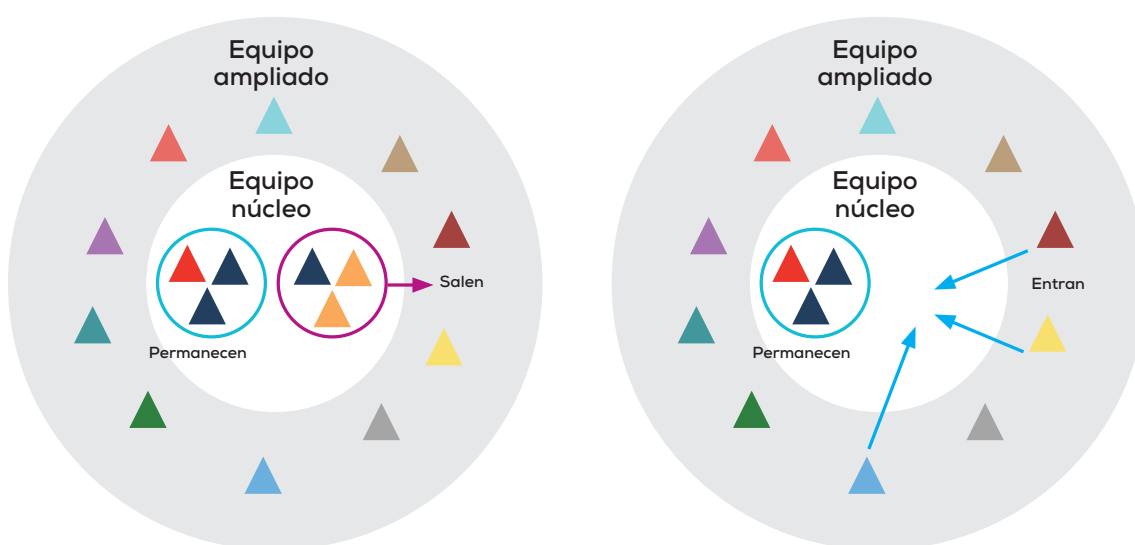 Equipo
ampliado
Equipo
núcleo
Salen
Permanecen
Equipo
ampliado
Equipo
núcleo
Entran
Permanecen